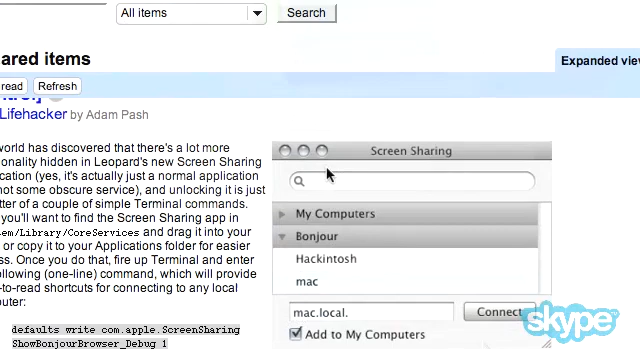 All items
Search
ared items
Expanded view
read
Refresh
Lifehacker by Adam Pash
world has discovered that there's a lot more
onality hidden in Leopard's new Screen Sharing
cation (yes, it's actually just a normal application
not some obscure service), and unlocking it is just
tter of a couple of simple Terminal commands.
you'll want to find the Screen Sharing app in
em/Library/CoreServices and drag it into your
or copy it to your Applications folder for easier
ss. Once you do that, fire up Terminal and enter
ollowing (one-line) command, which will provide
-to-read shortcuts for connecting to any local
puter:
defaults write com.apple.ScreenSharing
ShowBonjourBrowser_Debug 1
Screen Sharing
My Computers
Bonjour
Hackintosh
mac
mac.local.
Connect
Add to My Computers
skype